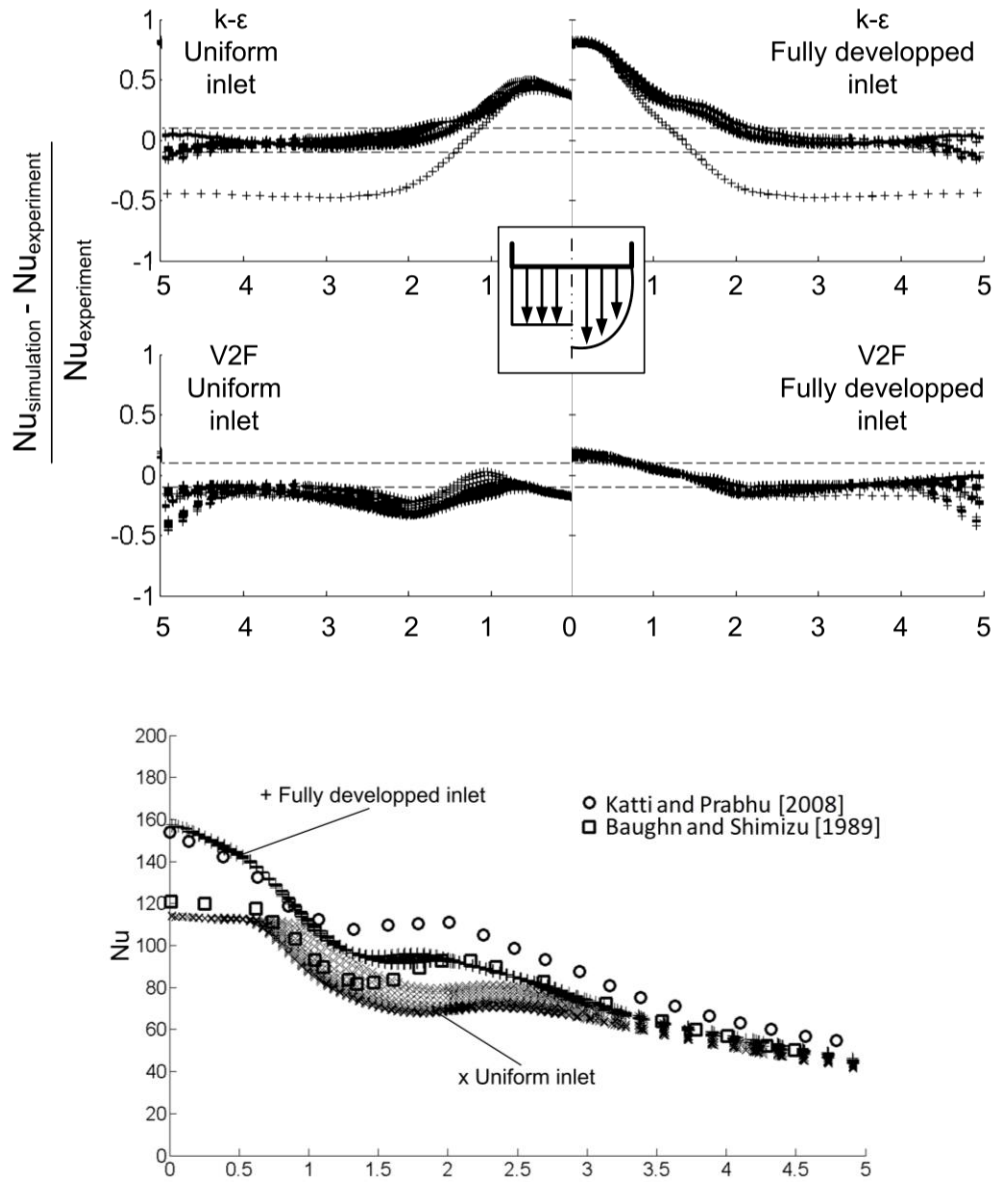 k-ε
Uniform
inlet
k-ε
Fully developped
inlet
1
0.5
0
-0.5
-1
5 4 3 2 1 1 2 3 4 5
Nusimulation - Nuexperiment
Nuexperiment
V2F
Uniform
inlet
V2F
Fully developped
inlet
1
0.5
0
-0.5
-1
5 4 3 2 1 0 1 2 3 4 5
200
180
160
140
120
100
80
60
40
20
0
Nu
+ Fully developped inlet
Katti and Prabhu [2008]
Baughn and Shimizu [1989]
x Uniform inlet
0 0.5 1 1.5 2 2.5 3 3.5 4 4.5 5